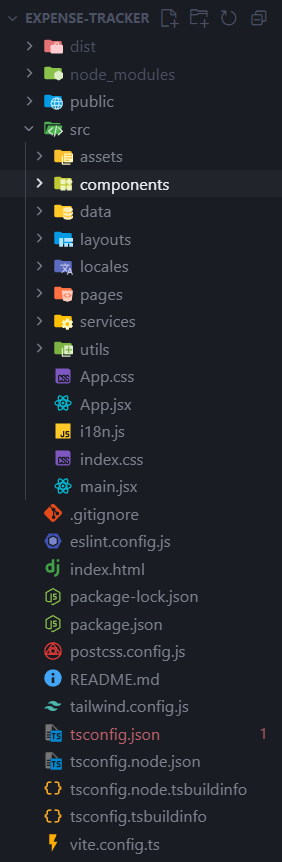 EXPENSE-TRACKER
dist
node_modules
public
src
assets
components
data
layouts
locales
pages
services
utils
App.css
App.jsx
i18n.js
index.css
main.jsx
.gitignore
eslint.config.js
index.html
package-lock.json
package.json
postcss.config.js
README.md
tailwind.config.js
tsconfig.json 1
tsconfig.node.json
tsconfig.node.tsbuildinfo
tsconfig.tsbuildinfo
vite.config.ts